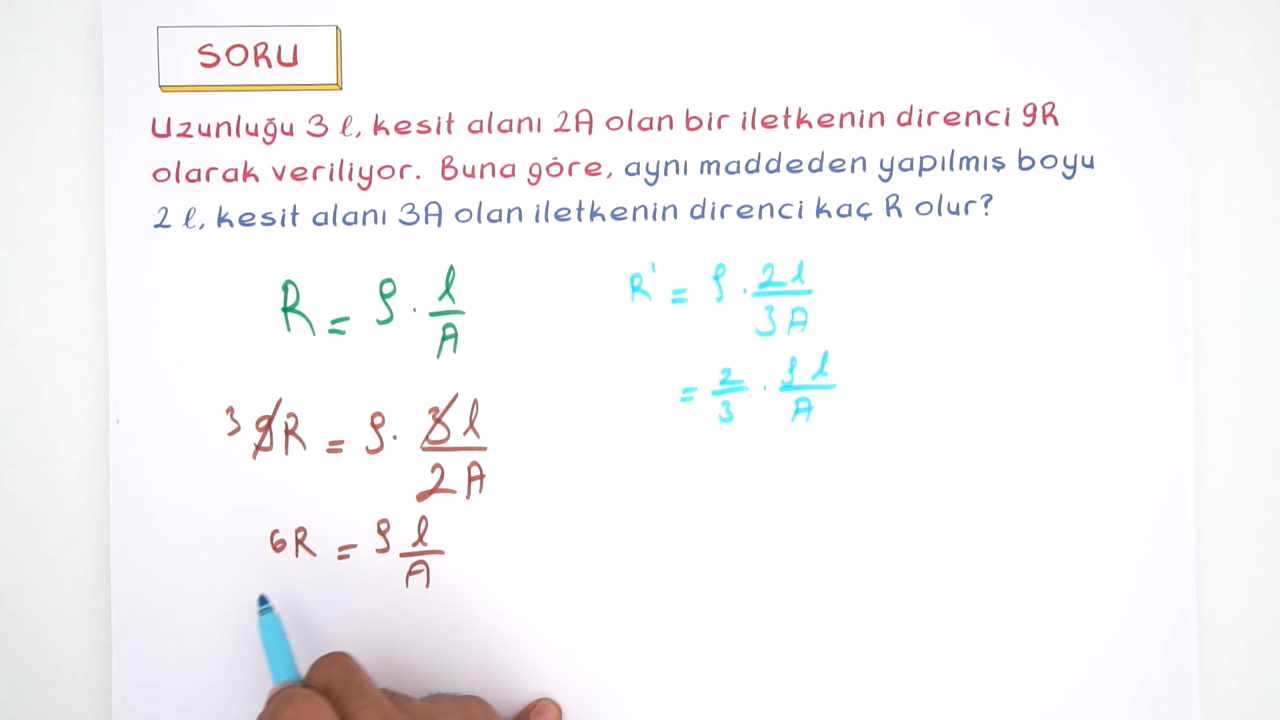 SORU
Uzunluğu 3 l, kesit alanı 2A olan bir iletkenin direnci 9R
olarak veriliyor. Buna göre, aynı maddeden yapılmış boyu
2 l, kesit alanı 3A olan iletkenin direnci kaç R olur?
R = ρ · l/A
3 9R = ρ · 3l/2A
6R = ρ l/A
R' = ρ · 2l/3A
= 2/3 · ρl/A